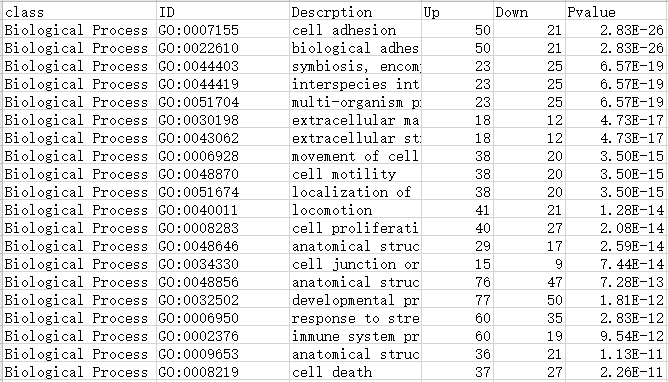 class ID Descrption Up Down Pvalue
Biological Process GO:0007155 cell adhesion 50 21 2.83E-26
Biological Process GO:0022610 biological adhes 50 21 2.83E-26
Biological Process GO:0044403 symbiosis, encom 23 25 6.57E-19
Biological Process GO:0044419 interspecies int 23 25 6.57E-19
Biological Process GO:0051704 multi-organism p 23 25 6.57E-19
Biological Process GO:0030198 extracellular ma 18 12 4.73E-17
Biological Process GO:0043062 extracellular st 18 12 4.73E-17
Biological Process GO:0006928 movement of cell 38 20 3.50E-15
Biological Process GO:0048870 cell motility 38 20 3.50E-15
Biological Process GO:0051674 localization of 38 20 3.50E-15
Biological Process GO:0040011 locomotion 41 21 1.28E-14
Biological Process GO:0008283 cell proliferati 40 27 2.08E-14
Biological Process GO:0048646 anatomical struc 29 17 2.59E-14
Biological Process GO:0034330 cell junction or 15 9 7.44E-14
Biological Process GO:0048856 anatomical struc 76 47 7.28E-13
Biological Process GO:0032502 developmental pr 77 50 1.81E-12
Biological Process GO:0006950 response to stre 60 35 2.83E-12
Biological Process GO:0002376 immune system pr 60 19 9.54E-12
Biological Process GO:0009653 anatomical struc 36 21 1.13E-11
Biological Process GO:0008219 cell death 37 27 2.26E-11